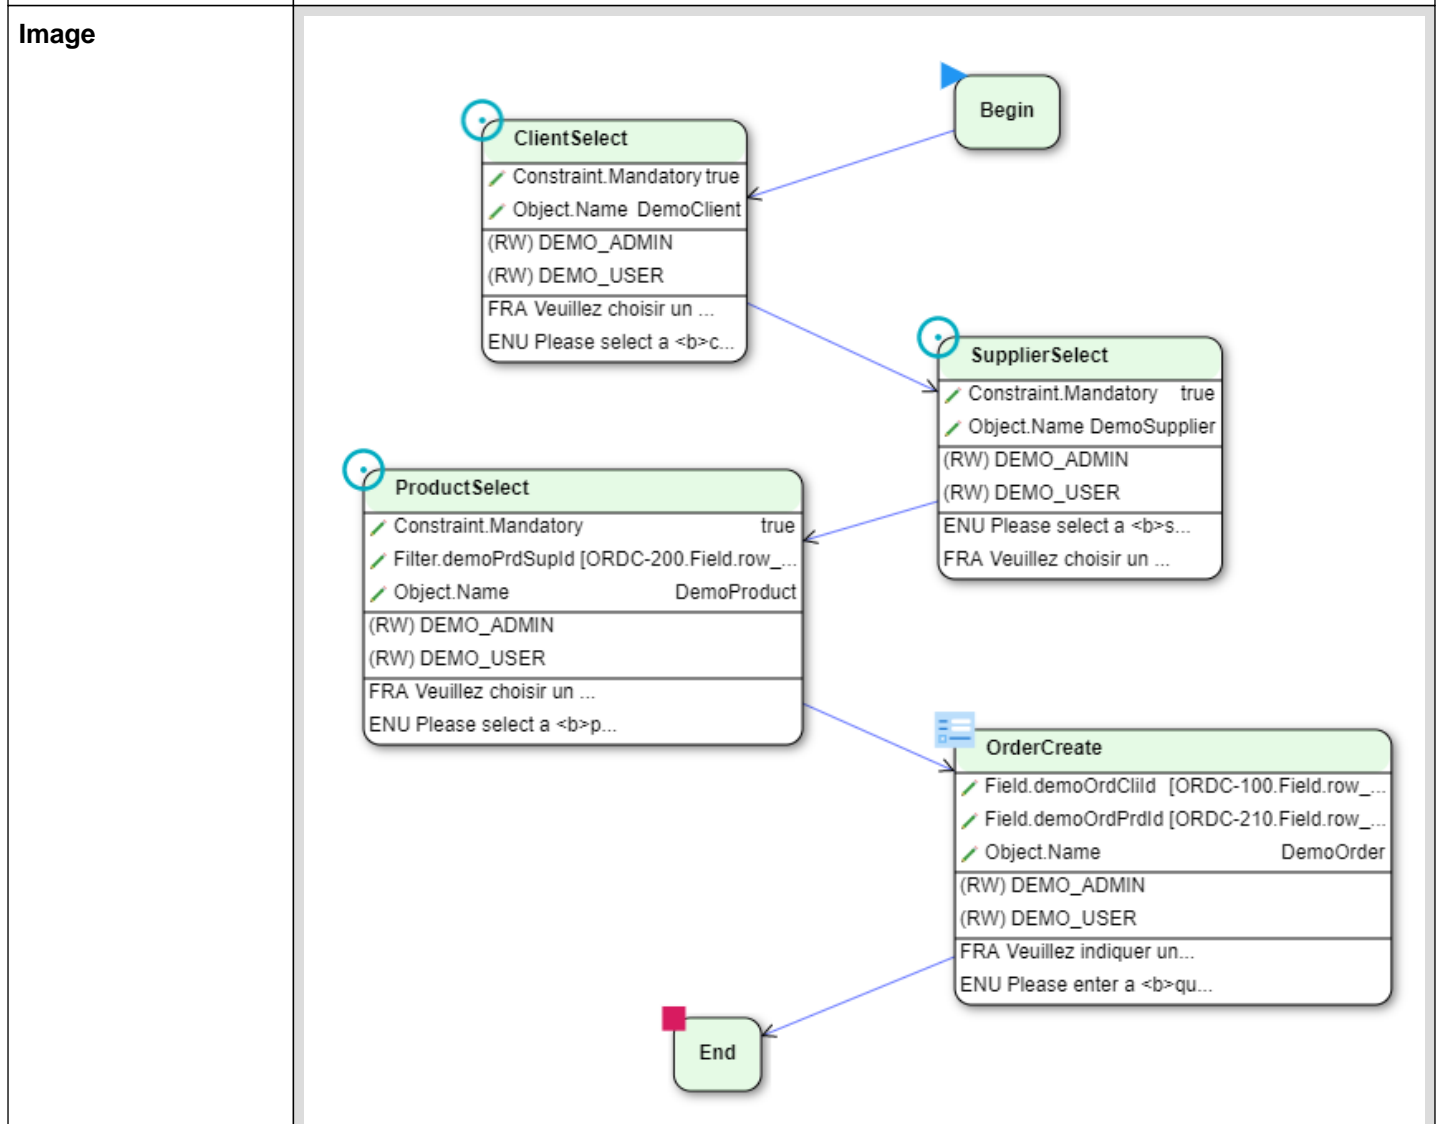 Image
Begin
ClientSelect
Constraint.Mandatory true
Object.Name DemoClient
(RW) DEMO_ADMIN
(RW) DEMO_USER
FRA Veuillez choisir un ...
ENU Please select a <b>c...
SupplierSelect
Constraint.Mandatory true
Object.Name DemoSupplier
(RW) DEMO_ADMIN
(RW) DEMO_USER
ENU Please select a <b>s...
FRA Veuillez choisir un ...
ProductSelect
Constraint.Mandatory true
Filter.demoPrdSupId [ORDC-200.Field.row_...
Object.Name DemoProduct
(RW) DEMO_ADMIN
(RW) DEMO_USER
FRA Veuillez choisir un ...
ENU Please select a <b>p...
OrderCreate
Field.demoOrdCliId [ORDC-100.Field.row_...
Field.demoOrdPrdId [ORDC-210.Field.row_...
Object.Name DemoOrder
(RW) DEMO_ADMIN
(RW) DEMO_USER
FRA Veuillez indiquer un...
ENU Please enter a <b>qu...
End